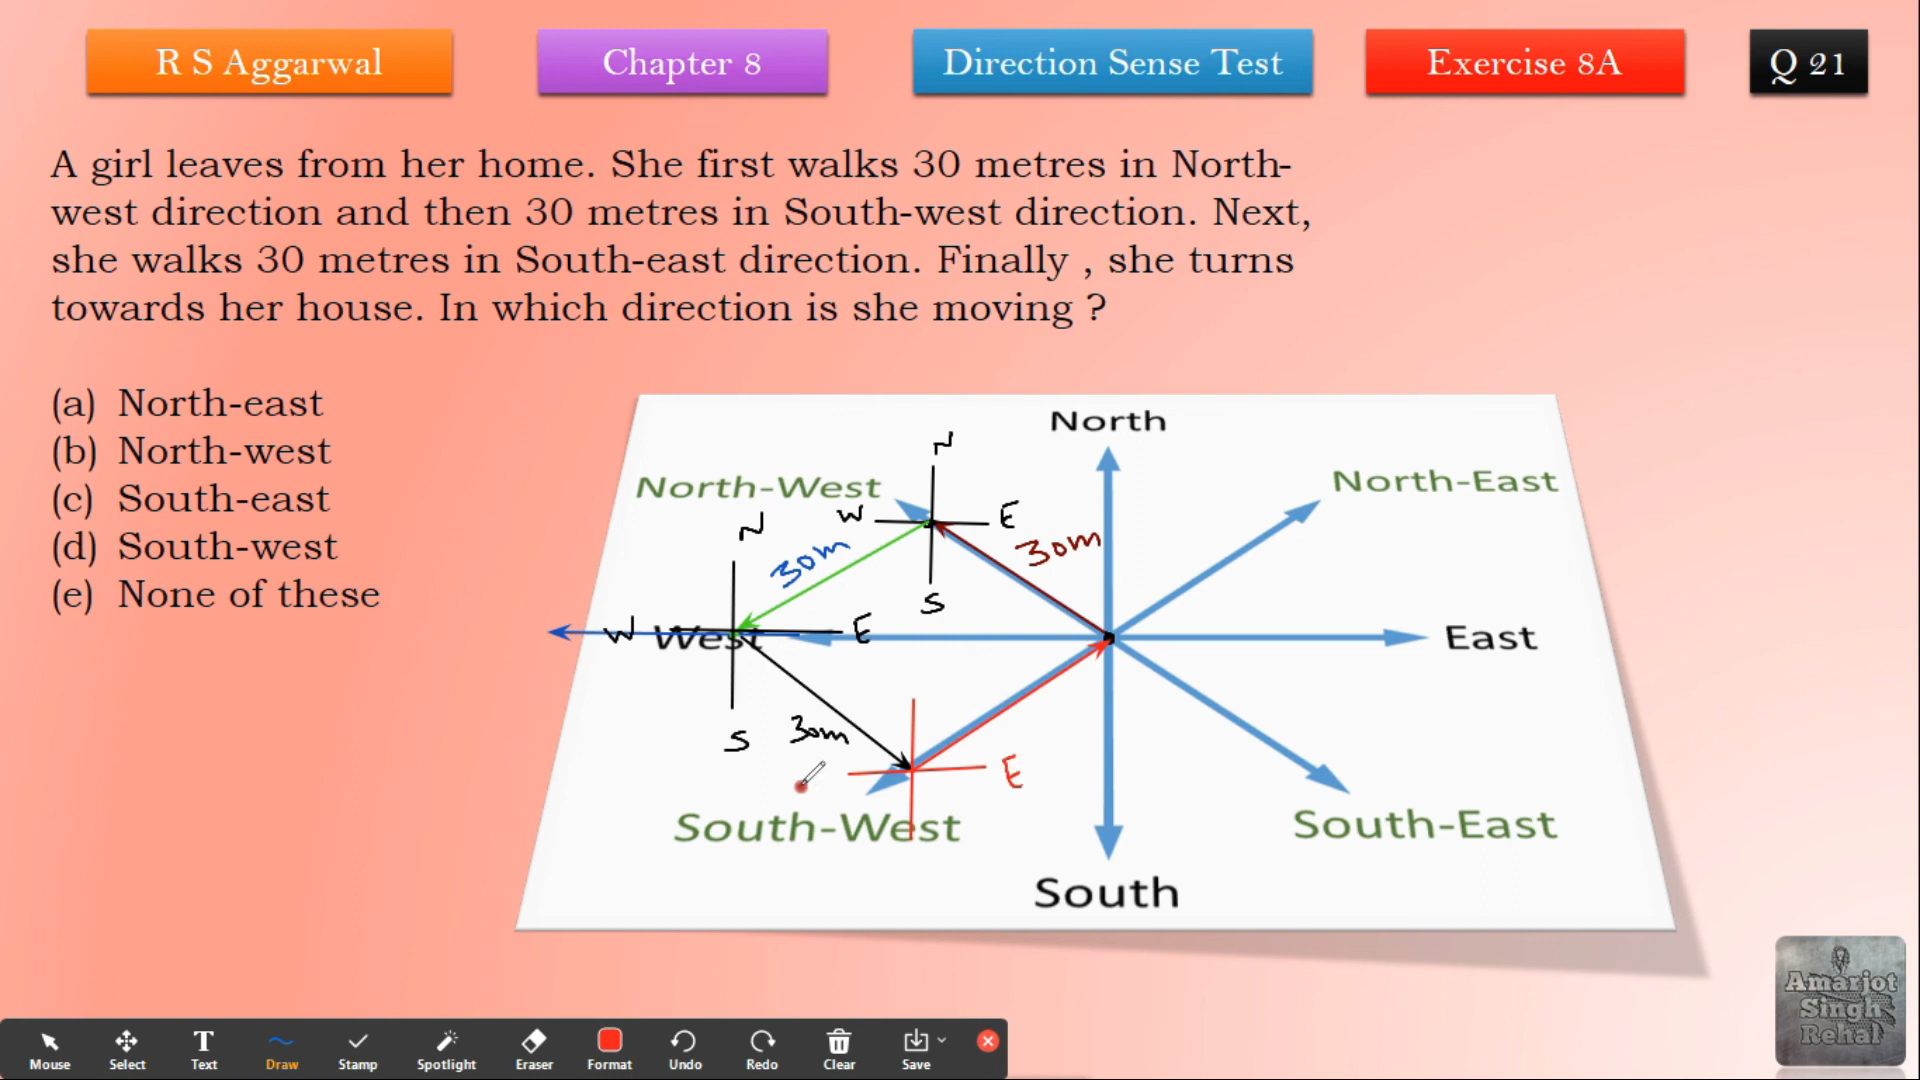 R S Aggarwal
Chapter 8
Direction Sense Test
Exercise 8A
Q 21
A girl leaves from her home. She first walks 30 metres in North-
west direction and then 30 metres in South-west direction. Next,
she walks 30 metres in South-east direction. Finally , she turns
towards her house. In which direction is she moving ?
(a) North-east
(b) North-west
(c) South-east
(d) South-west
(e) None of these
North
N
North-West
North-East
W
E
N
30m
30m
S
W
West
E
East
S
30m
E
South-West
South-East
South
Amarjot
Singh
Rehal
Mouse
Select
Text
Draw
Stamp
Spotlight
Eraser
Format
Undo
Redo
Clear
Save